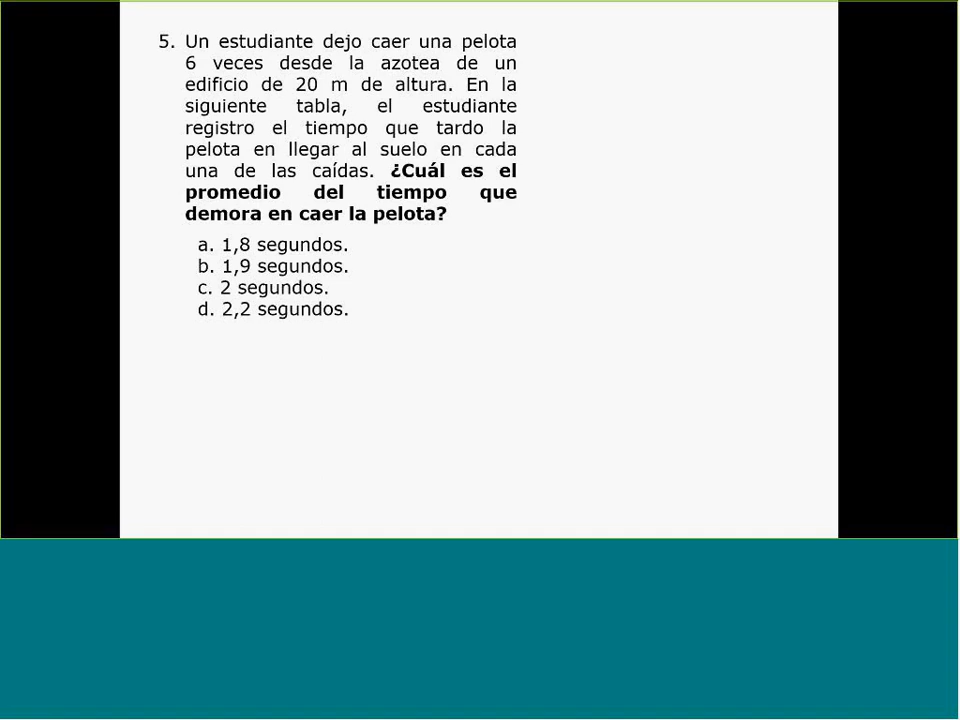 5. Un estudiante dejo caer una pelota
6 veces desde la azotea de un
edificio de 20 m de altura. En la
siguiente tabla, el estudiante
registro el tiempo que tardo la
pelota en llegar al suelo en cada
una de las caídas. ¿Cuál es el
promedio del tiempo que
demora en caer la pelota?
a. 1,8 segundos.
b. 1,9 segundos.
c. 2 segundos.
d. 2,2 segundos.